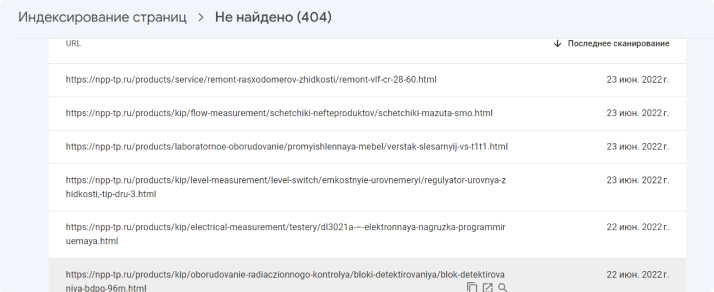 Индексирование страниц > Не найдено (404)
URL ↓ Последнее сканирование
https://npp-tp.ru/products/service/remont-rasxodomerov-zhidkosti/remont-vlf-cr-28-60.html 23 июн. 2022 г.
https://npp-tp.ru/products/kip/flow-measurement/schetchiki-nefteproduktov/schetchiki-mazuta-smo.html 23 июн. 2022 г.
https://npp-tp.ru/products/laboratornoe-oborudovanie/promyishlennaya-mebel/verstak-slesarnyij-vs-t1t1.html 23 июн. 2022 г.
https://npp-tp.ru/products/kip/level-measurement/level-switch/emkostnyie-urovnemeryi/regulyator-urovnya-z 23 июн. 2022 г.
hidkosti,-tip-dru-3.html
https://npp-tp.ru/products/kip/electrical-measurement/testery/dl3021a-–-elektronnaya-nagruzka-programmir 22 июн. 2022 г.
uemaya.html
https://npp-tp.ru/products/kip/oborudovanie-radiaczionnogo-kontrolya/bloki-detektirovaniya/blok-detektirova 22 июн. 2022 г.
niya-bdpg-96m.html